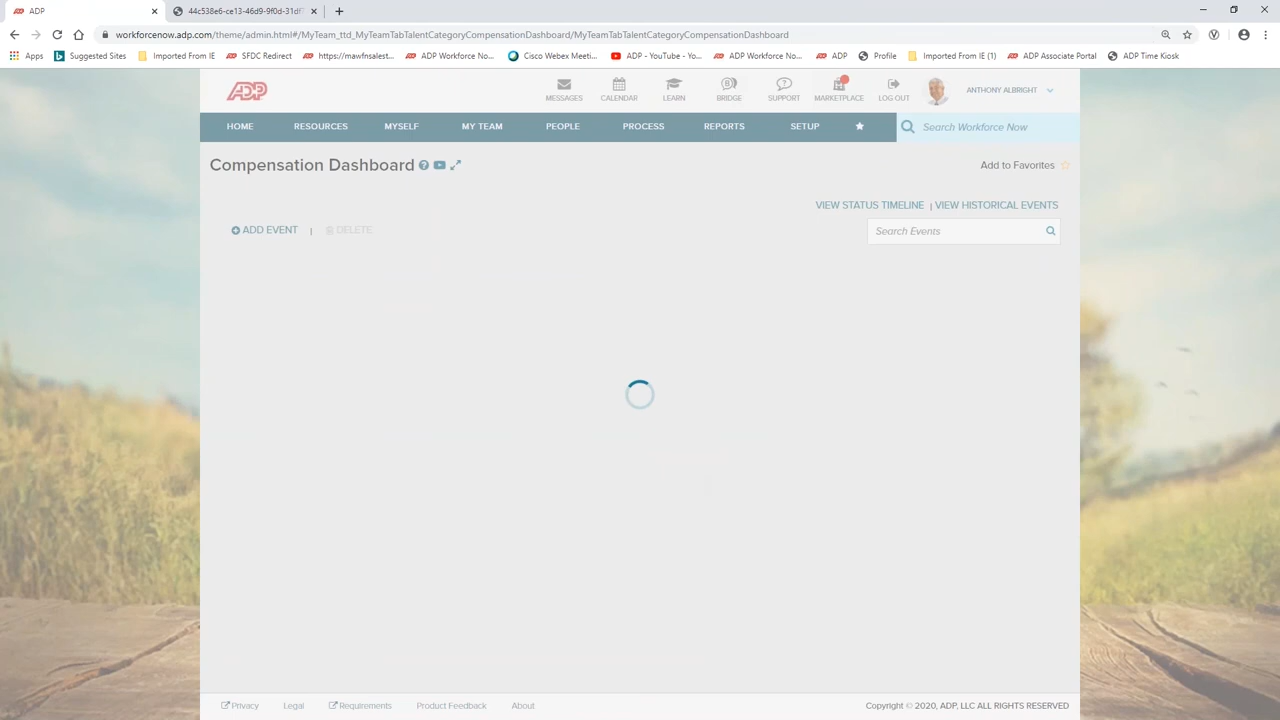 ADP
44c538e6-ce13-46d9-9f0d-31df7
workforcenow.adp.com/theme/admin.html#/MyTeam_ttd_MyTeamTabTalentCategoryCompensationDashboard/MyTeamTabTalentCategoryCompensationDashboard
Apps Suggested Sites Imported From IE SFDC Redirect https://mawfnsalest... ADP Workforce No... Cisco Webex Meeti... ADP - YouTube - Yo... ADP Workforce No... ADP Profile Imported From IE (1) ADP Associate Portal ADP Time Kiosk
ADP
MESSAGES CALENDAR LEARN BRIDGE SUPPORT MARKETPLACE LOG OUT ANTHONY ALBRIGHT
HOME RESOURCES MYSELF MY TEAM PEOPLE PROCESS REPORTS SETUP Search Workforce Now
Compensation Dashboard Add to Favorites
VIEW STATUS TIMELINE | VIEW HISTORICAL EVENTS
ADD EVENT | DELETE Search Events
Privacy Legal Requirements Product Feedback About Copyright © 2020, ADP, LLC ALL RIGHTS RESERVED